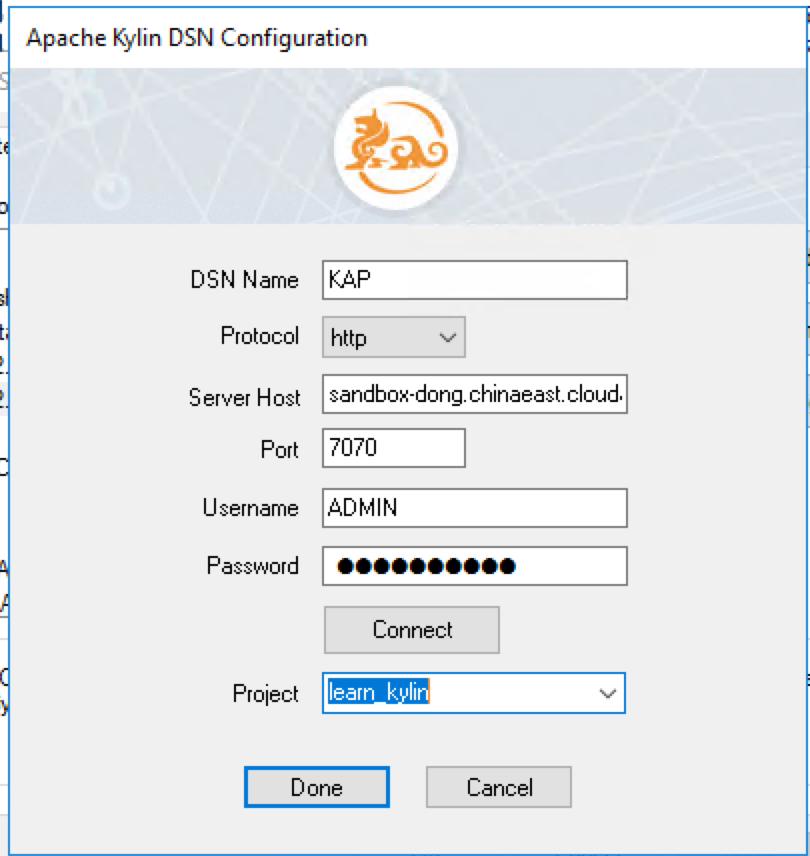 Apache Kylin DSN Configuration
DSN Name KAP
Protocol http
Server Host sandbox-dong.chinaeast.cloud
Port 7070
Username ADMIN
Password ●●●●●●●●●●
Connect
Project learn_kylin
Done Cancel